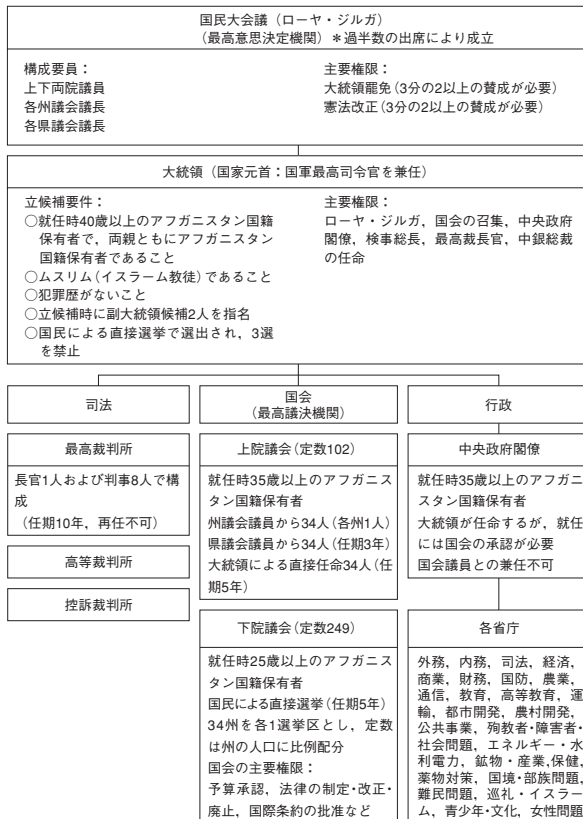 国民大会議（ローヤ・ジルガ）
（最高意思決定機関）＊過半数の出席により成立
構成要員：
上下両院議員
各州議会議長
各県議会議長
主要権限：
大統領罷免（3分の2以上の賛成が必要）
憲法改正（3分の2以上の賛成が必要）
大統領（国家元首：国軍最高司令官を兼任）
立候補要件：
○就任時40歳以上のアフガニスタン国籍
保有者で，両親ともにアフガニスタン
国籍保有者であること
○ムスリム（イスラーム教徒）であること
○犯罪歴がないこと
○立候補時に副大統領候補2人を指名
○国民による直接選挙で選出され，3選
を禁止
主要権限：
ローヤ・ジルガ，国会の召集，中央政府
閣僚，検事総長，最高裁長官，中銀総裁
の任命
司法
最高裁判所
長官1人および判事8人で構
成
（任期10年，再任不可）
高等裁判所
控訴裁判所
国会
（最高議決機関）
上院議会（定数102）
就任時35歳以上のアフガニス
タン国籍保有者
州議会議員から34人（各州1人）
県議会議員から34人（任期3年）
大統領による直接任命34人（任
期5年）
下院議会（定数249）
就任時25歳以上のアフガニス
タン国籍保有者
国民による直接選挙（任期5年）
34州を各1選挙区とし，定数
は州の人口に比例配分
国会の主要権限：
予算承認，法律の制定・改正・
廃止，国際条約の批准など
行政
中央政府閣僚
就任時35歳以上のアフガニ
スタン国籍保有者
大統領が任命するが，就任
には国会の承認が必要
国会議員との兼任不可
各省庁
外務，内務，司法，経済，
商業，財務，国防，農業，
通信，教育，高等教育，運
輸，都市開発，農村開発，
公共事業，殉教者・障害者・
社会問題，エネルギー・水
利電力，鉱物・産業，保健，
薬物対策，国境・部族問題，
難民問題，巡礼・イスラー
ム，青少年・文化，女性問題